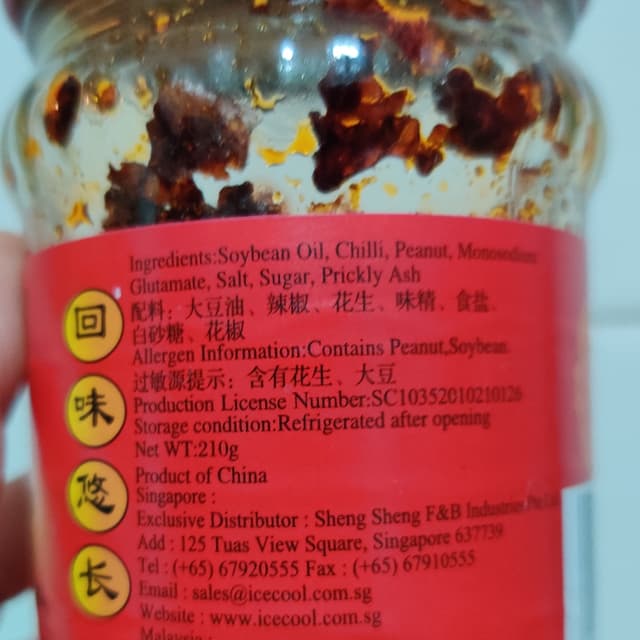 Ingredients:Soybean Oil, Chilli, Peanut, Monosodium
Glutamate, Salt, Sugar, Prickly Ash
配料：大豆油、辣椒、花生、味精、食盐、
白砂糖、花椒
Allergen Information:Contains Peanut,Soybean.
过敏源提示：含有花生、大豆
Production License Number:SC10352010210126
Storage condition:Refrigerated after opening
Net WT:210g
Product of China
Singapore :
Exclusive Distributor : Sheng Sheng F&B Industries Pte Ltd
Add : 125 Tuas View Square, Singapore 637739
Tel : (+65) 67920555 Fax : (+65) 67910555
Email : sales@icecool.com.sg
Website : www.icecool.com.sg
Malaysia :
回
味
悠
长